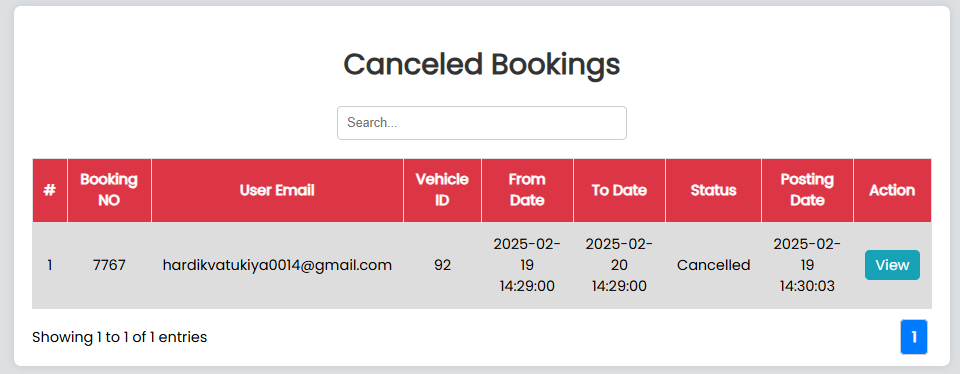 Canceled Bookings
Search...
# Booking NO User Email Vehicle ID From Date To Date Status Posting Date Action
1 7767 hardikvatukiya0014@gmail.com 92 2025-02-19 14:29:00 2025-02-20 14:29:00 Cancelled 2025-02-19 14:30:03 View
Showing 1 to 1 of 1 entries 1